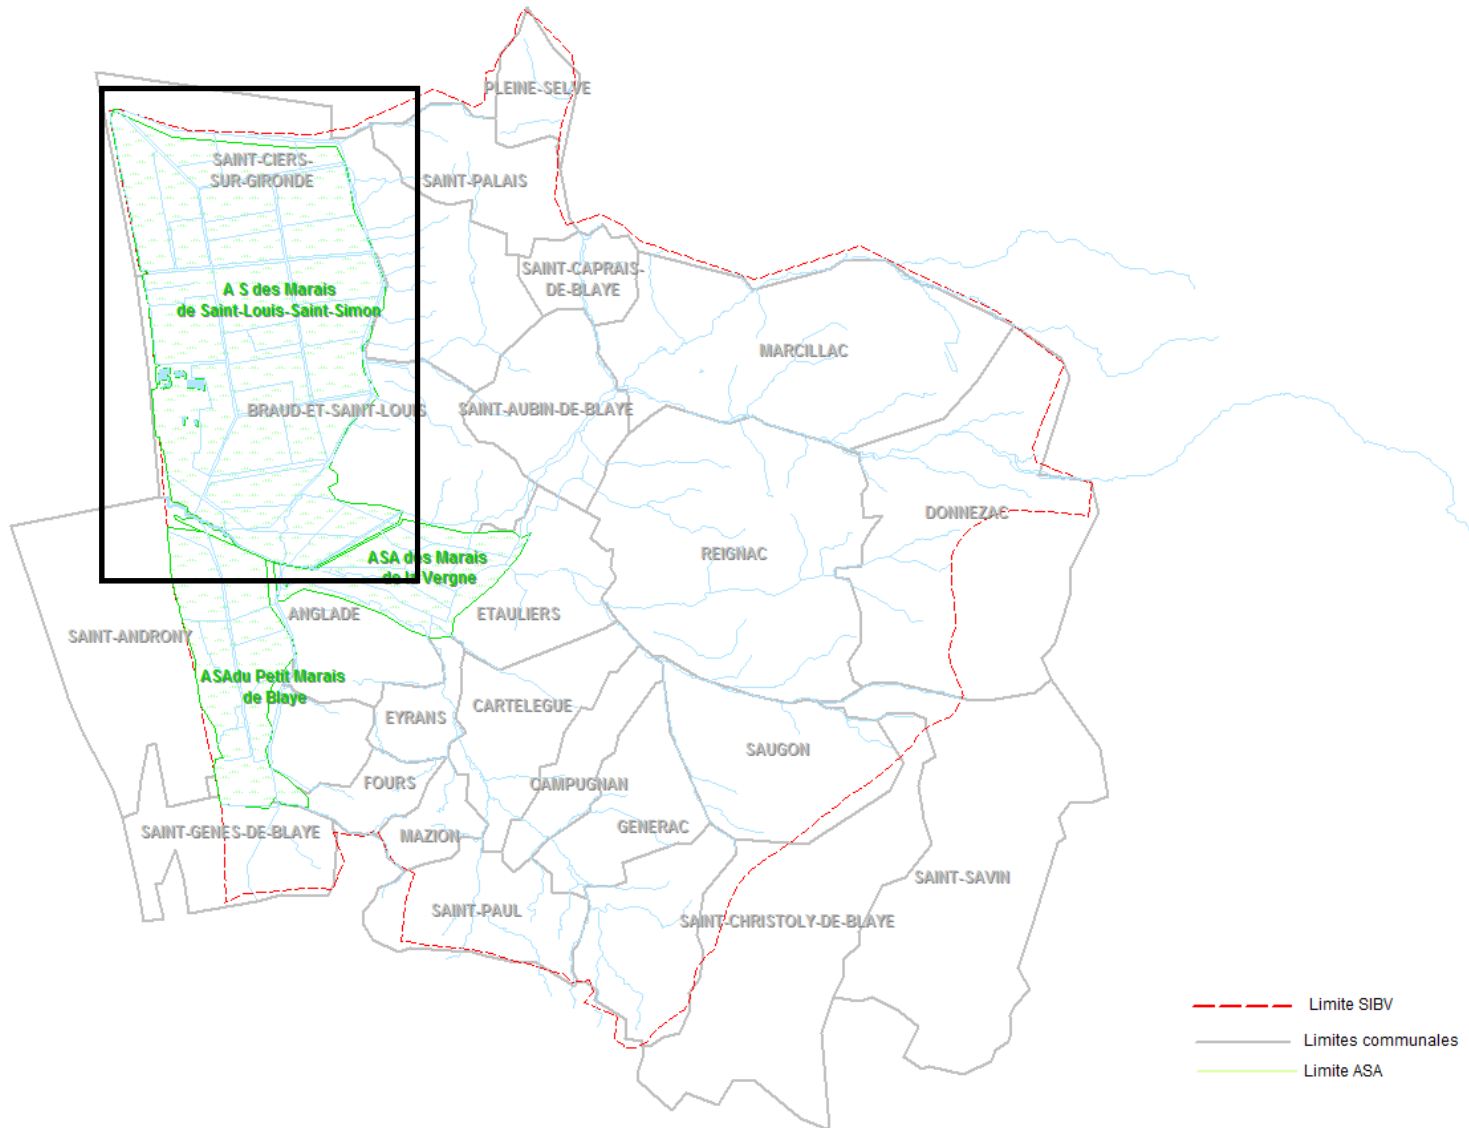 PLEINE-SELVE
SAINT-CIERS-
SUR-GIRONDE
SAINT-PALAIS
SAINT-CAPRAIS-
DE-BLAYE
A S des Marais
de Saint-Louis-Saint-Simon
MARCILLAC
BRAUD-ET-SAINT-LOUIS
SAINT-AUBIN-DE-BLAYE
DONNEZAC
REIGNAC
ASA des Marais
de la Vergne
ANGLADE
ETAULIERS
SAINT-ANDRONY
ASAdu Petit Marais
de Blaye
CARTELEGUE
EYRANS
SAUGON
FOURS
CAMPUGNAN
SAINT-GENES-DE-BLAYE
MAZION
GENERAC
SAINT-SAVIN
SAINT-PAUL
SAINT-CHRISTOLY-DE-BLAYE
Limite SIBV
Limites communales
Limite ASA